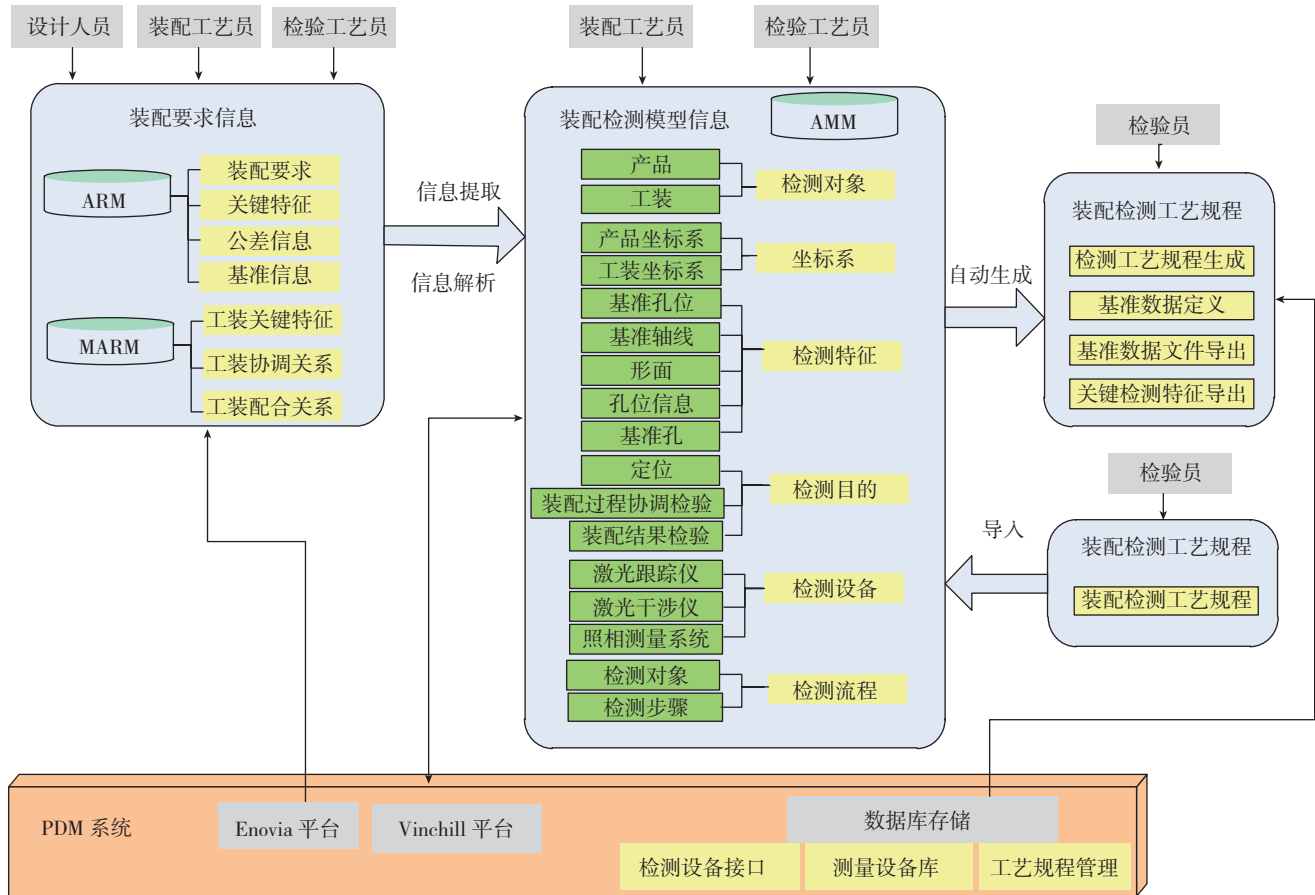 设计人员
装配工艺员
检验工艺员
装配要求信息
ARM
装配要求
关键特征
公差信息
基准信息
MARM
工装关键特征
工装协调关系
工装配合关系
信息提取
信息解析
装配工艺员
检验工艺员
装配检测模型信息
AMM
产品
工装
检测对象
产品坐标系
工装坐标系
坐标系
基准孔位
基准轴线
形面
孔位信息
基准孔
检测特征
定位
装配过程协调检验
装配结果检验
检测目的
激光跟踪仪
激光干涉仪
照相测量系统
检测设备
检测对象
检测步骤
检测流程
自动生成
检验员
装配检测工艺规程
检测工艺规程生成
基准数据定义
基准数据文件导出
关键检测特征导出
导入
检验员
装配检测工艺规程
装配检测工艺规程
PDM 系统
Enovia 平台
Vinchill 平台
数据库存储
检测设备接口
测量设备库
工艺规程管理